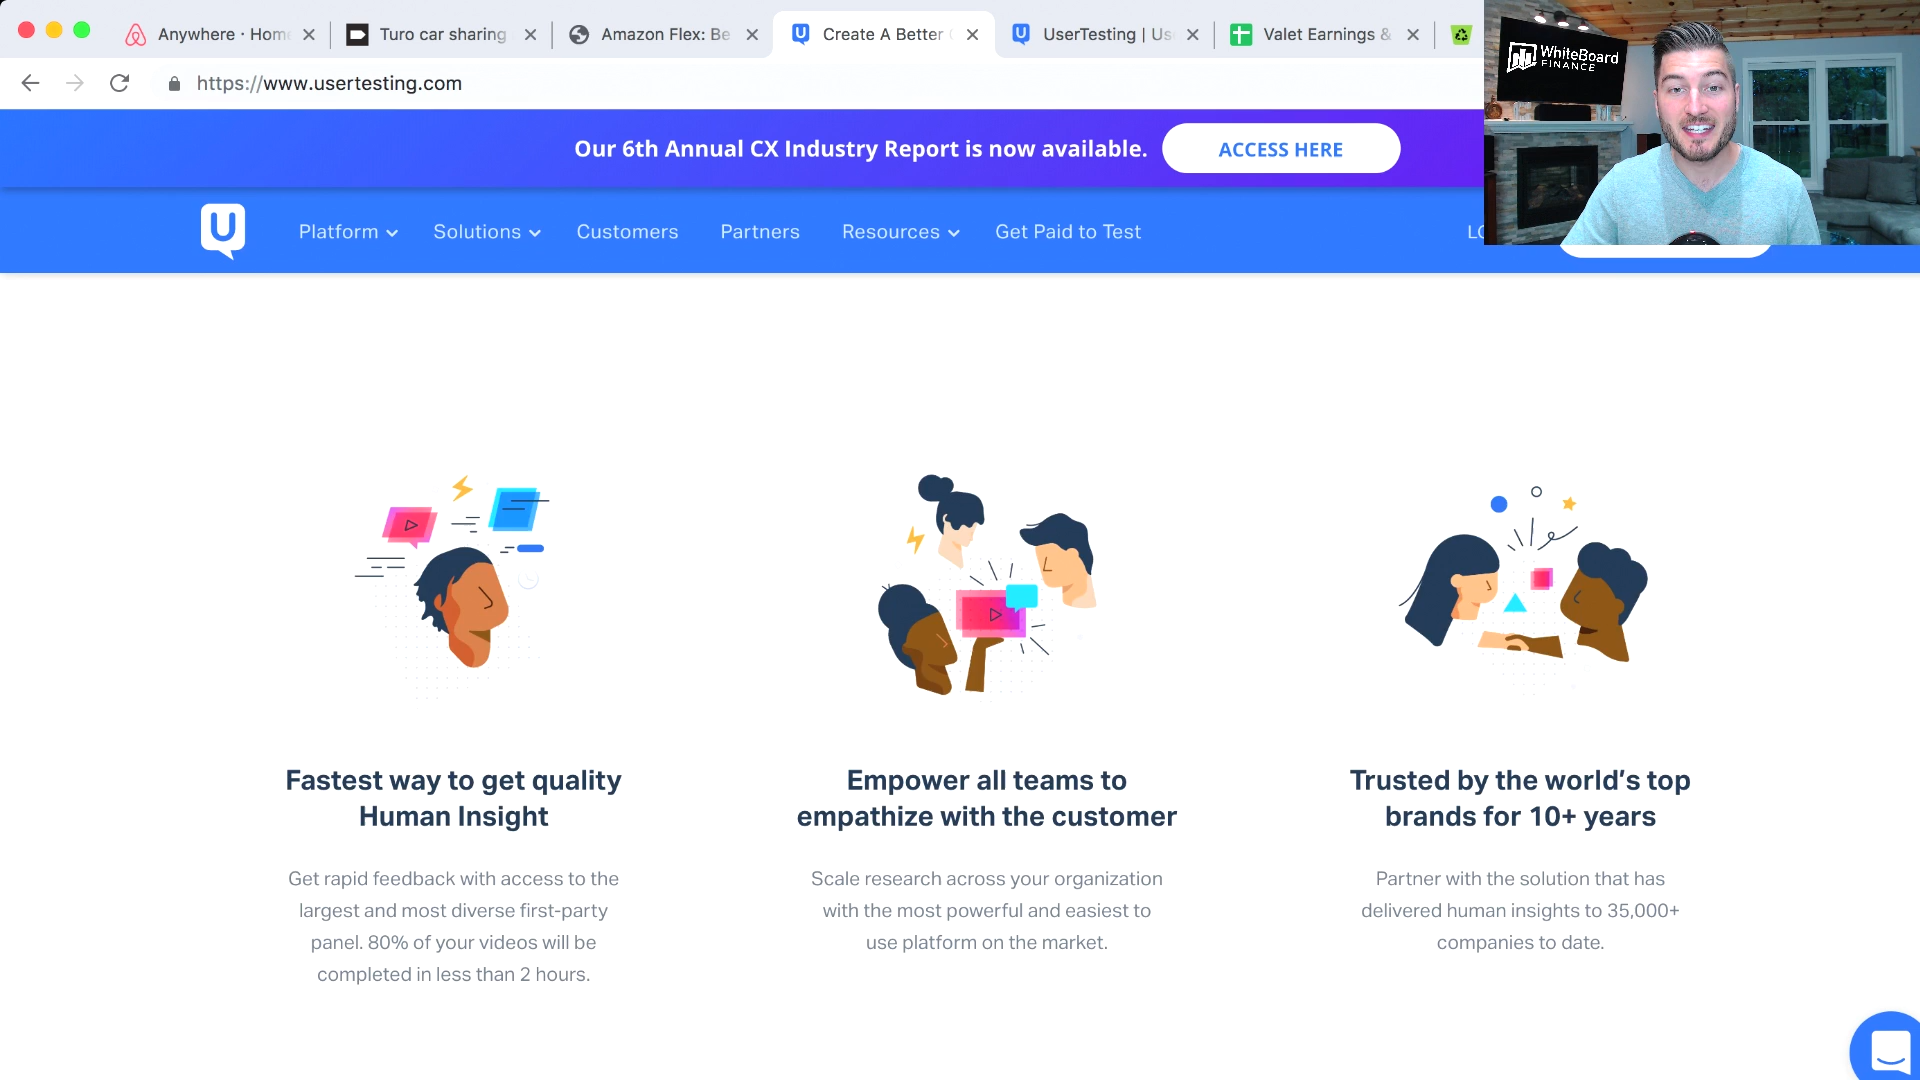 Anywhere · Hom
Turo car sharing
Amazon Flex: Be
Create A Better
UserTesting | Us
Valet Earnings &
https://www.usertesting.com
WhiteBoard
FINANCE
Our 6th Annual CX Industry Report is now available.
ACCESS HERE
Platform
Solutions
Customers
Partners
Resources
Get Paid to Test
Fastest way to get quality
Human Insight
Empower all teams to
empathize with the customer
Trusted by the world's top
brands for 10+ years
Get rapid feedback with access to the
largest and most diverse first-party
panel. 80% of your videos will be
completed in less than 2 hours.
Scale research across your organization
with the most powerful and easiest to
use platform on the market.
Partner with the solution that has
delivered human insights to 35,000+
companies to date.